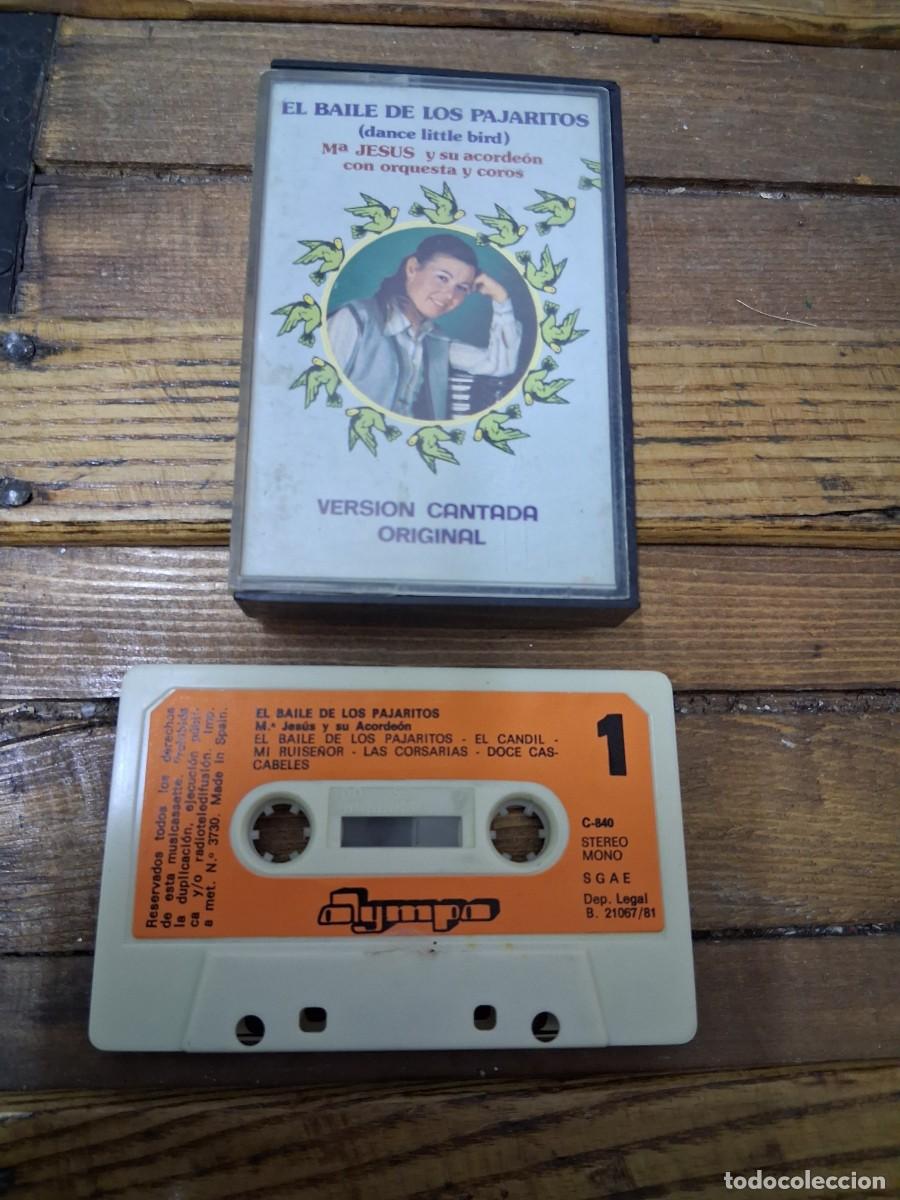 EL BAILE DE LOS PAJARITOS
(dance little bird)
Mª JESUS y su acordeón
con orquesta y coros
VERSION CANTADA
ORIGINAL
Reservados todos los derechos
de esta musicassette. Prohibida
la duplicación, ejecución públi-
ca y/o radioteledifusión. Imp.
a met. N.º 3730. Made in Spain.
EL BAILE DE LOS PAJARITOS
M.ª Jesús y su Acordeón
EL BAILE DE LOS PAJARITOS - EL CANDIL -
MI RUISEÑOR - LAS CORSARIAS - DOCE CAS-
CABELES
1
C-840
STEREO
MONO
SGAE
Dep. Legal
B. 21067/81
olympo
todocoleccion